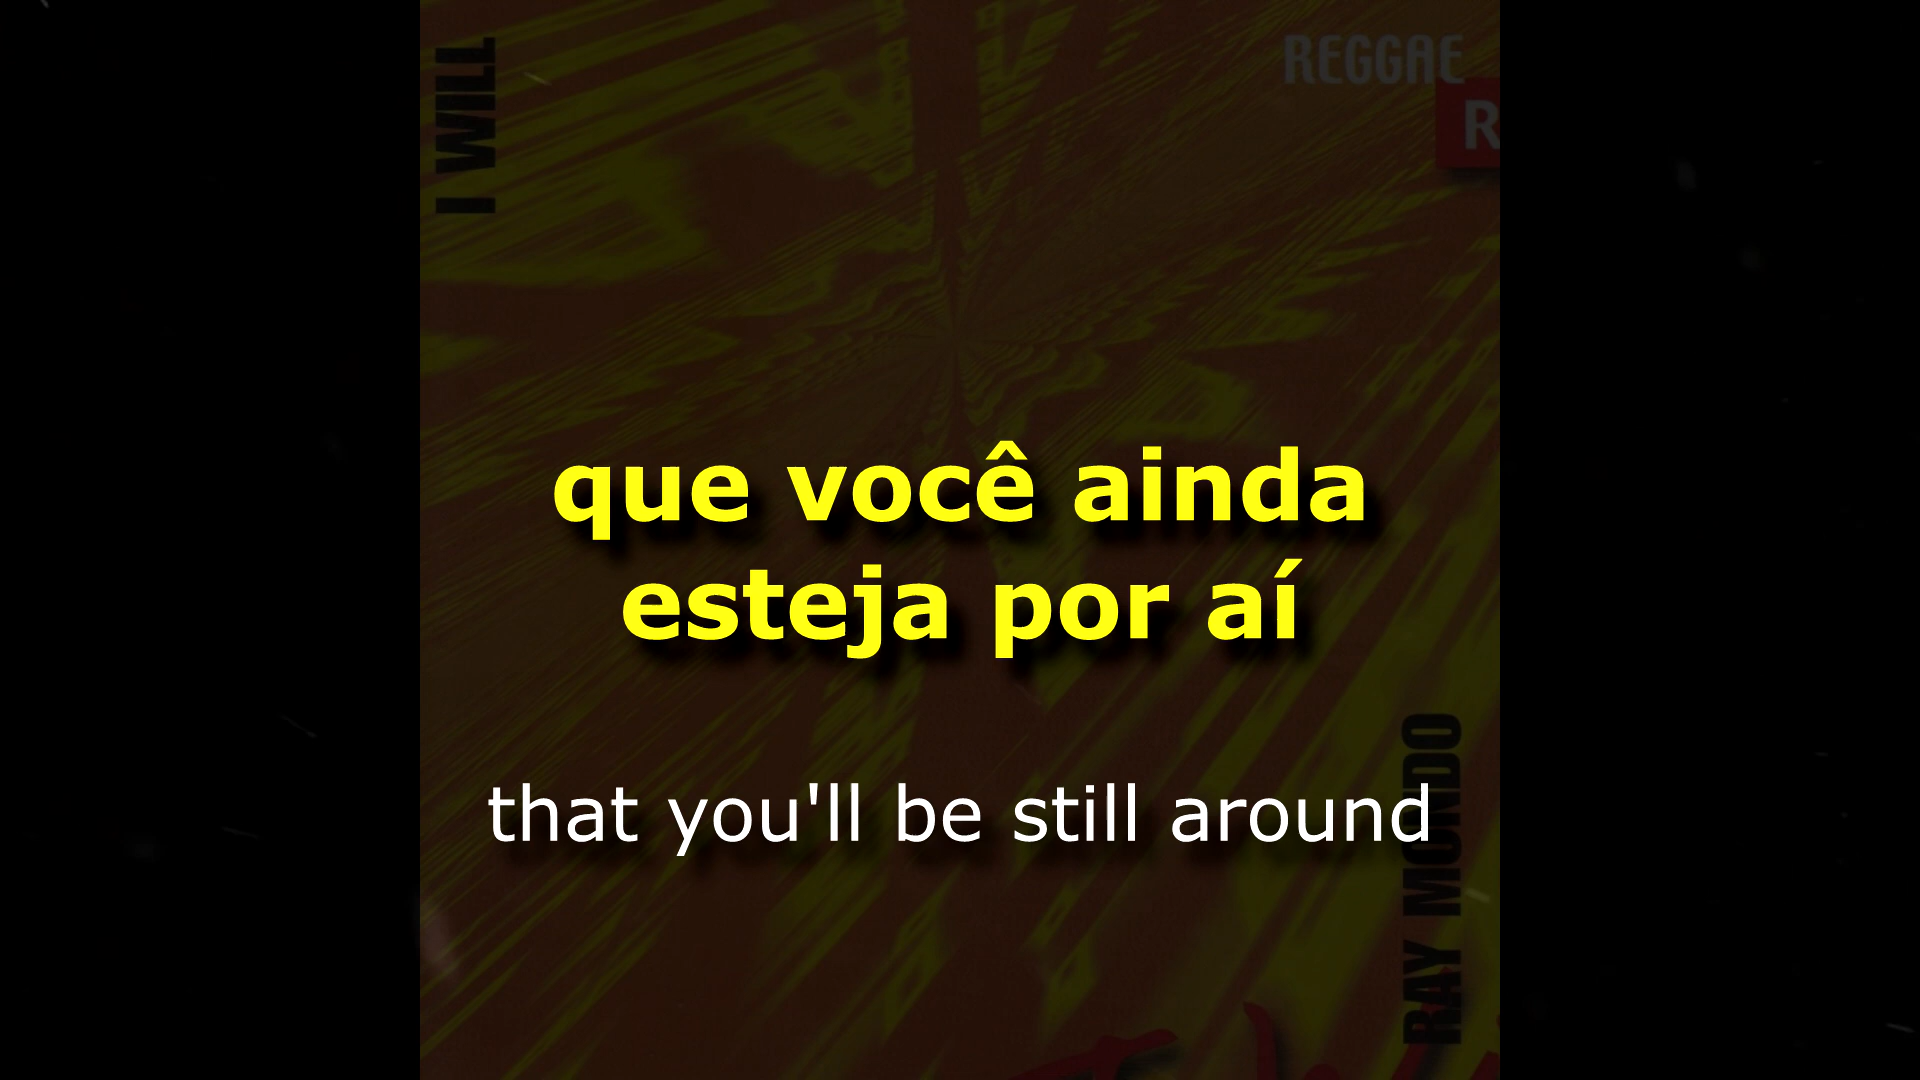 I WILL
REGGAE
R
que você ainda
esteja por aí
that you'll be still around
RAY MONDO